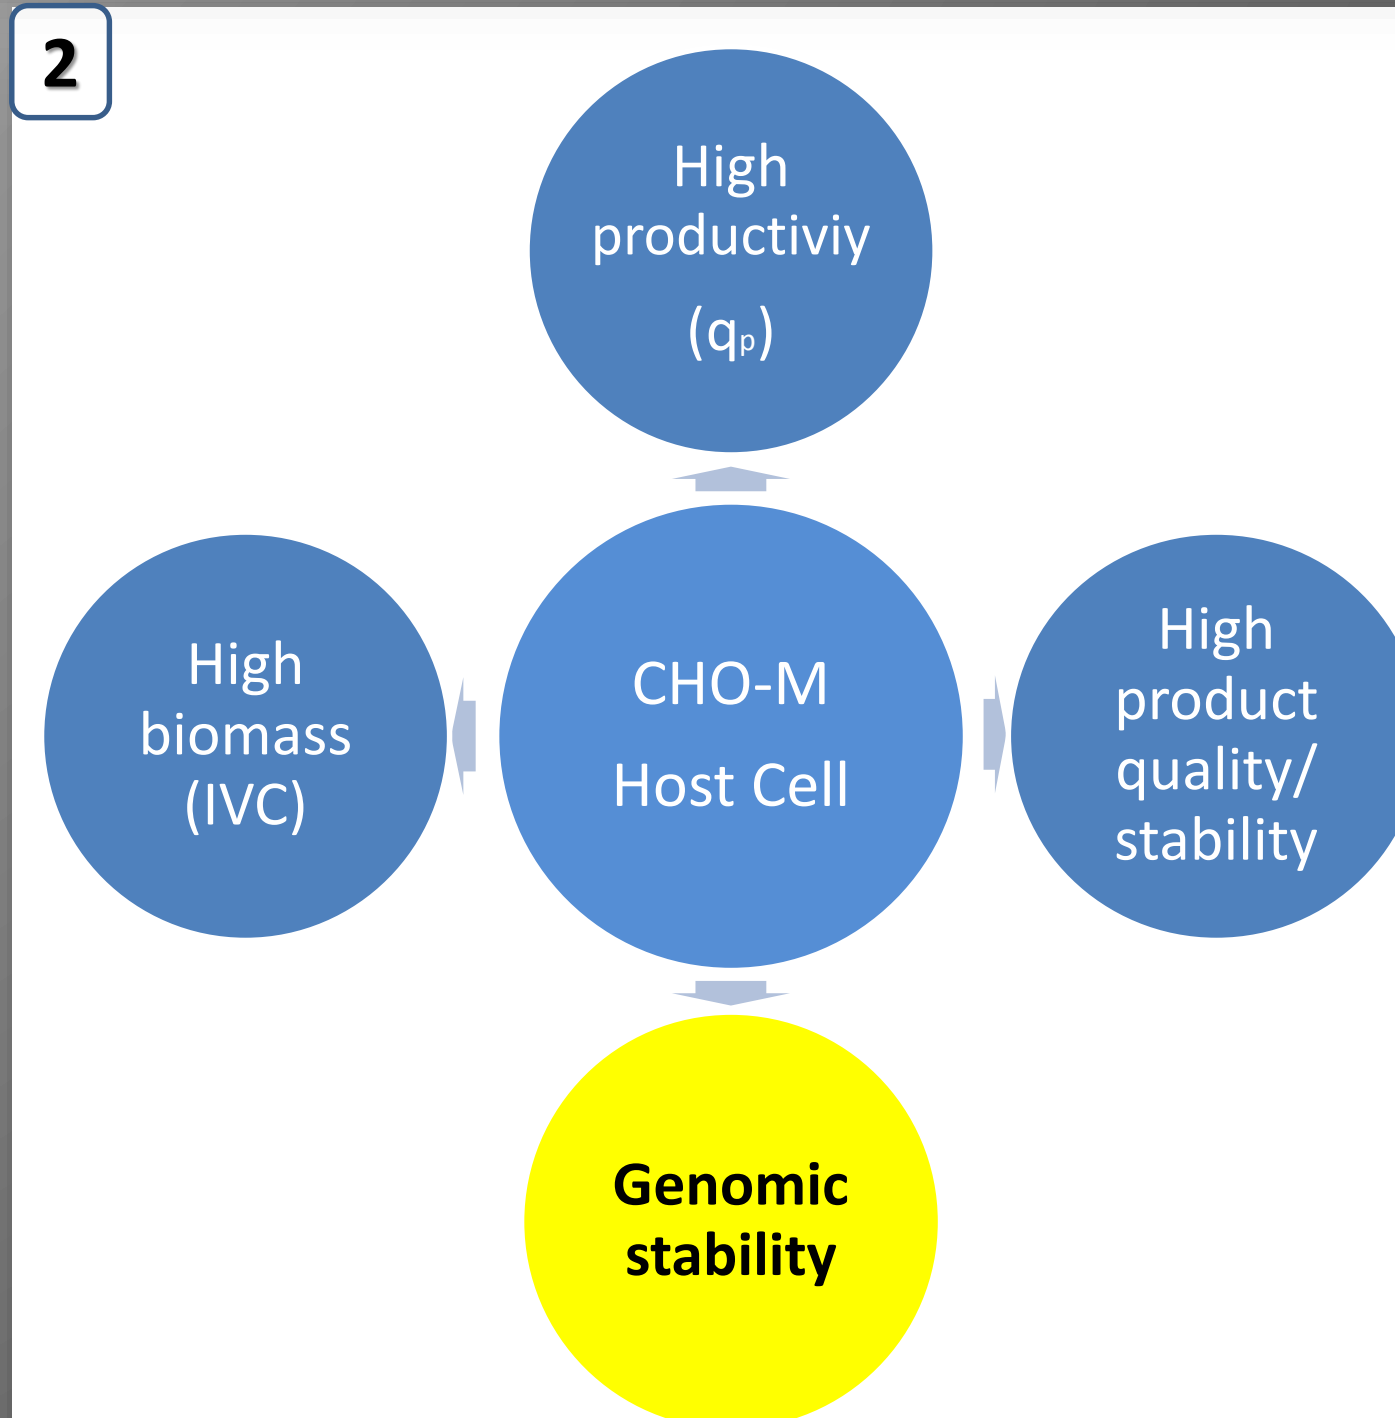 2
High
productiviy
(qp)
High
biomass
(IVC)
CHO-M
Host Cell
High
product
quality/
stability
Genomic
stability